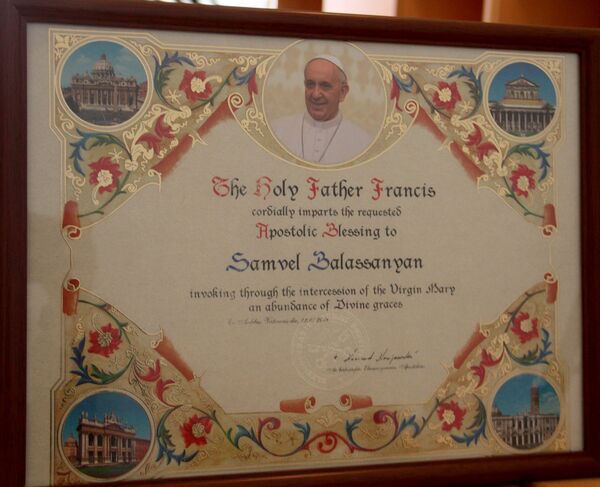 The Holy Father Francis
cordially imparts the requested
Apostolic Blessing to
Samvel Balassanyan
invoking through the intercession of the Virgin Mary
an abundance of Divine graces